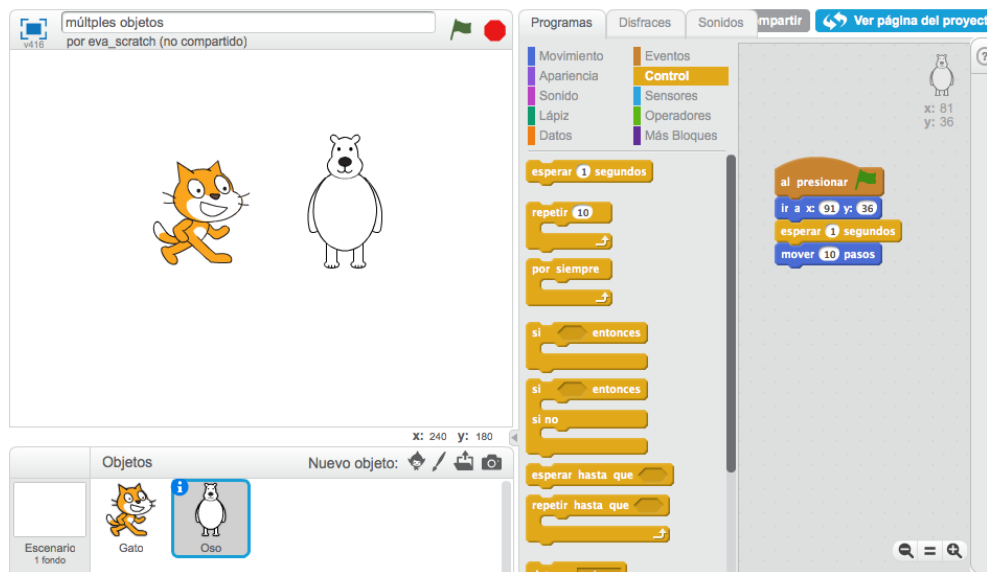 múltples objetos
v416
por eva_scratch (no compartido)
Programas
Disfraces
Sonidos
mpartir
Ver página del proyect
Movimiento
Apariencia
Sonido
Lápiz
Datos
Eventos
Control
Sensores
Operadores
Más Bloques
esperar 1 segundos
repetir 10
por siempre
si entonces
si entonces
si no
esperar hasta que
repetir hasta que
x: 81
y: 36
al presionar
ir a x: 91 y: 36
esperar 1 segundos
mover 10 pasos
x: 240 y: 180
Objetos
Nuevo objeto:
Escenario
1 fondo
Gato
Oso